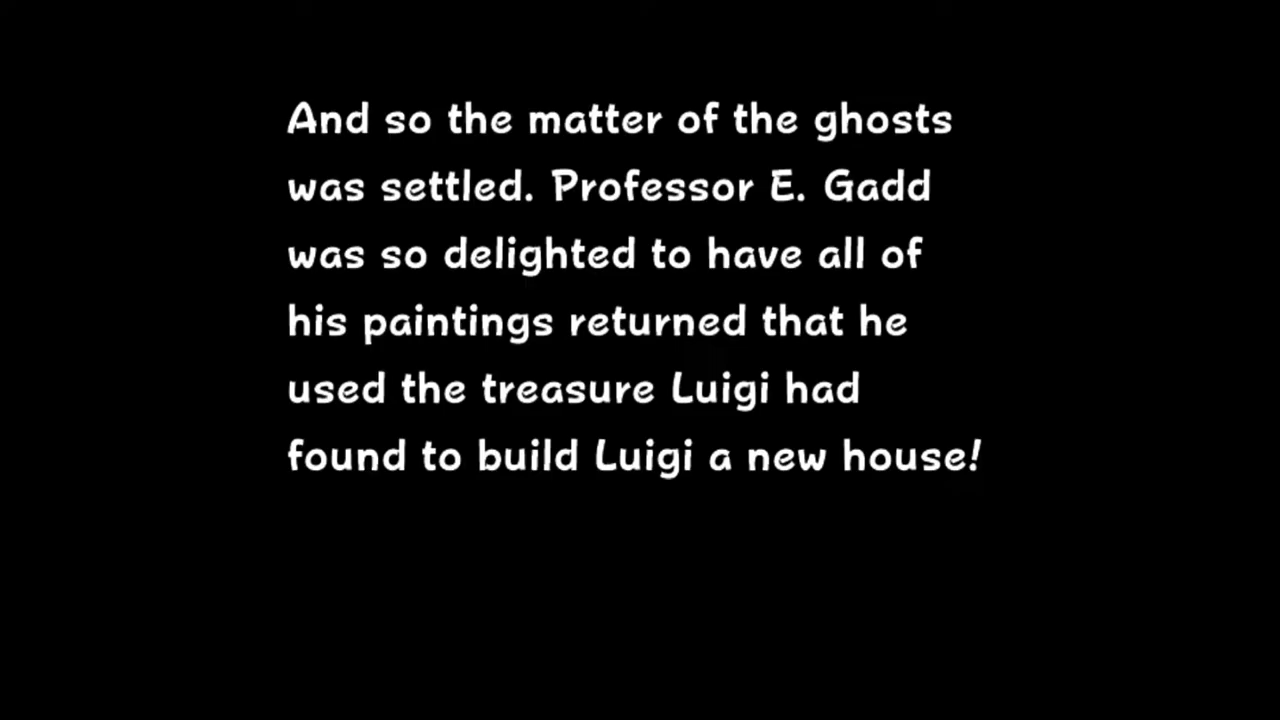 And so the matter of the ghosts
was settled. Professor E. Gadd
was so delighted to have all of
his paintings returned that he
used the treasure Luigi had
found to build Luigi a new house!